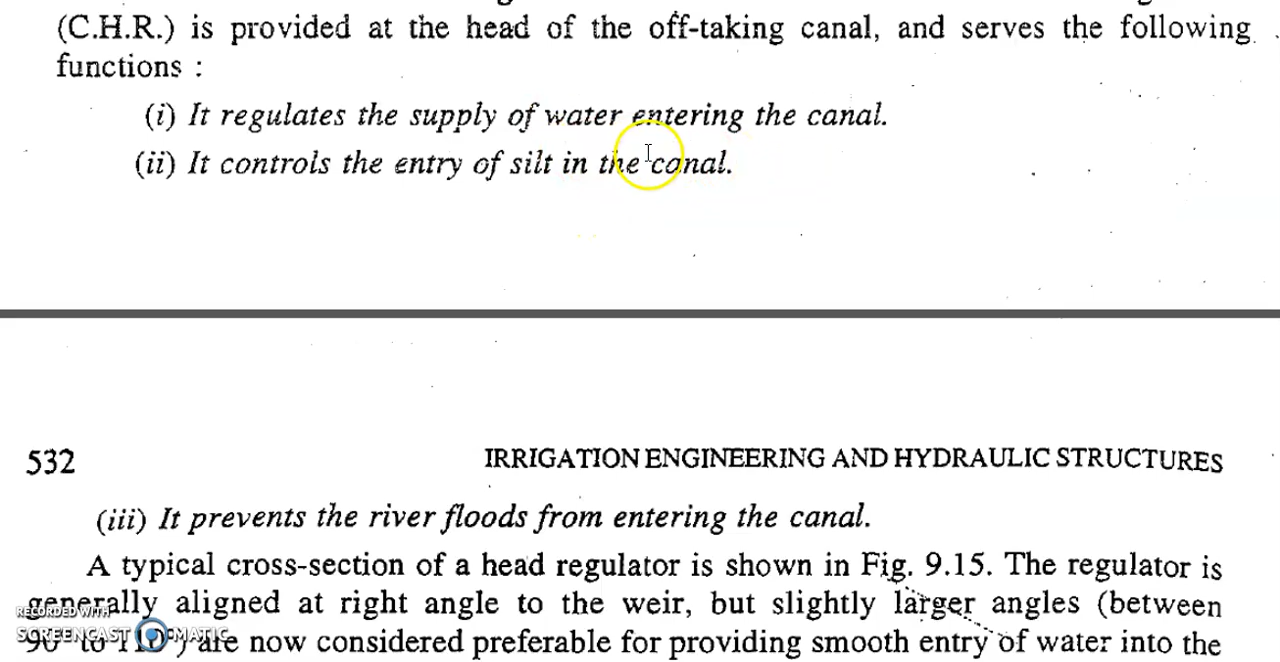 (C.H.R.) is provided at the head of the off-taking canal, and serves the following
functions :
(i) It regulates the supply of water entering the canal.
(ii) It controls the entry of silt in the canal.
532 IRRIGATION ENGINEERING AND HYDRAULIC STRUCTURES
(iii) It prevents the river floods from entering the canal.
A typical cross-section of a head regulator is shown in Fig. 9.15. The regulator is
generally aligned at right angle to the weir, but slightly larger angles (between
90° to 110°) are now considered preferable for providing smooth entry of water into the
RECORDED WITH
SCREENCAST MATIC